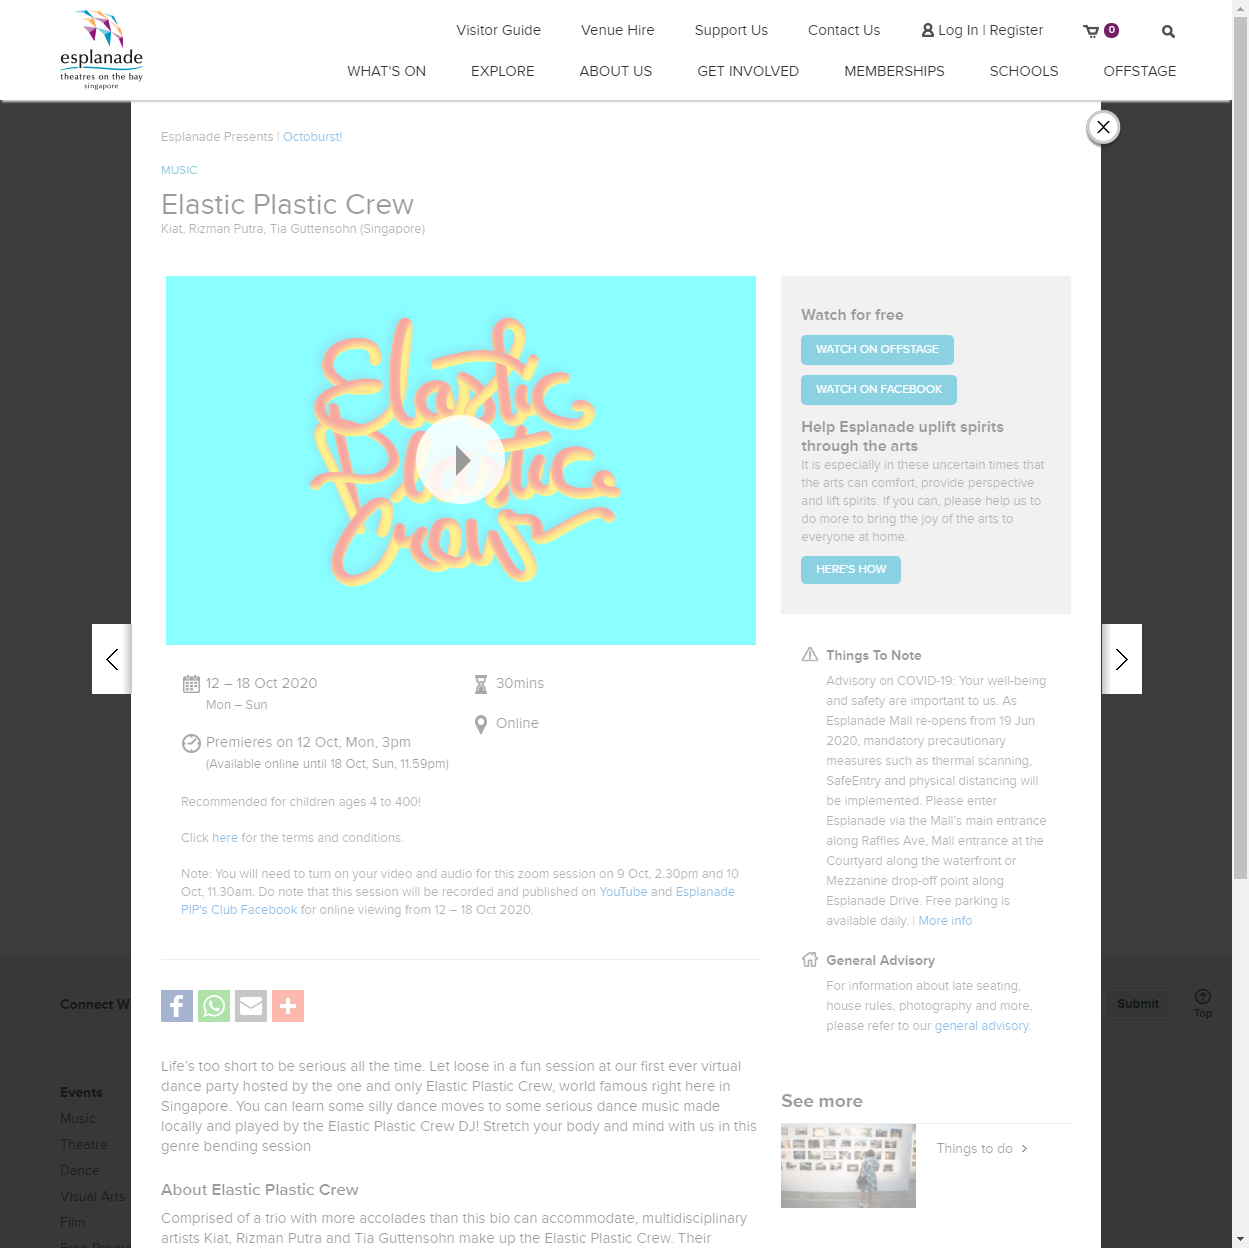 Visitor Guide
Venue Hire
Support Us
Contact Us
Log In | Register
0
esplanade
theatres on the bay
singapore
WHAT'S ON
EXPLORE
ABOUT US
GET INVOLVED
MEMBERSHIPS
SCHOOLS
OFFSTAGE
Esplanade Presents | Octoburst!
MUSIC
Elastic Plastic Crew
Kiat, Rizman Putra, Tia Guttensohn (Singapore)
Elastic
Plastic
Crew
12 – 18 Oct 2020
Mon – Sun
Premieres on 12 Oct, Mon, 3pm
(Available online until 18 Oct, Sun, 11.59pm)
30mins
Online
Recommended for children ages 4 to 400!
Click here for the terms and conditions.
Note: You will need to turn on your video and audio for this zoom session on 9 Oct, 2.30pm and 10
Oct, 11.30am. Do note that this session will be recorded and published on YouTube and Esplanade
PIP's Club Facebook for online viewing from 12 – 18 Oct 2020.
Life's too short to be serious all the time. Let loose in a fun session at our first ever virtual
dance party hosted by the one and only Elastic Plastic Crew, world famous right here in
Singapore. You can learn some silly dance moves to some serious dance music made
locally and played by the Elastic Plastic Crew DJ! Stretch your body and mind with us in this
genre bending session
About Elastic Plastic Crew
Comprised of a trio with more accolades than this bio can accommodate, multidisciplinary
artists Kiat, Rizman Putra and Tia Guttensohn make up the Elastic Plastic Crew. Their
Watch for free
WATCH ON OFFSTAGE
WATCH ON FACEBOOK
Help Esplanade uplift spirits
through the arts
It is especially in these uncertain times that
the arts can comfort, provide perspective
and lift spirits. If you can, please help us to
do more to bring the joy of the arts to
everyone at home.
HERE'S HOW
Things To Note
Advisory on COVID-19: Your well-being
and safety are important to us. As
Esplanade Mall re-opens from 19 Jun
2020, mandatory precautionary
measures such as thermal scanning,
SafeEntry and physical distancing will
be implemented. Please enter
Esplanade via the Mall's main entrance
along Raffles Ave, Mall entrance at the
Courtyard along the waterfront or
Mezzanine drop-off point along
Esplanade Drive. Free parking is
available daily. | More info
General Advisory
For information about late seating,
house rules, photography and more,
please refer to our general advisory.
See more
Things to do
Connect W
Submit
Top
Events
Music
Theatre
Dance
Visual Arts
Film